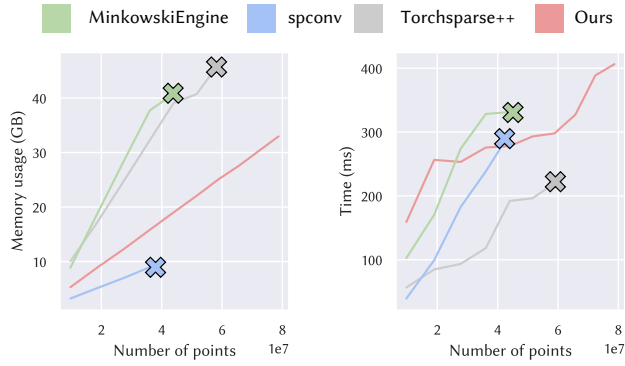 MinkowskiEngine spconv Torchsparse++ Ours
Memory usage (GB)
40
30
20
10
2 4 6 8
1e7
Number of points
Time (ms)
400
300
200
100
2 4 6 8
1e7
Number of points